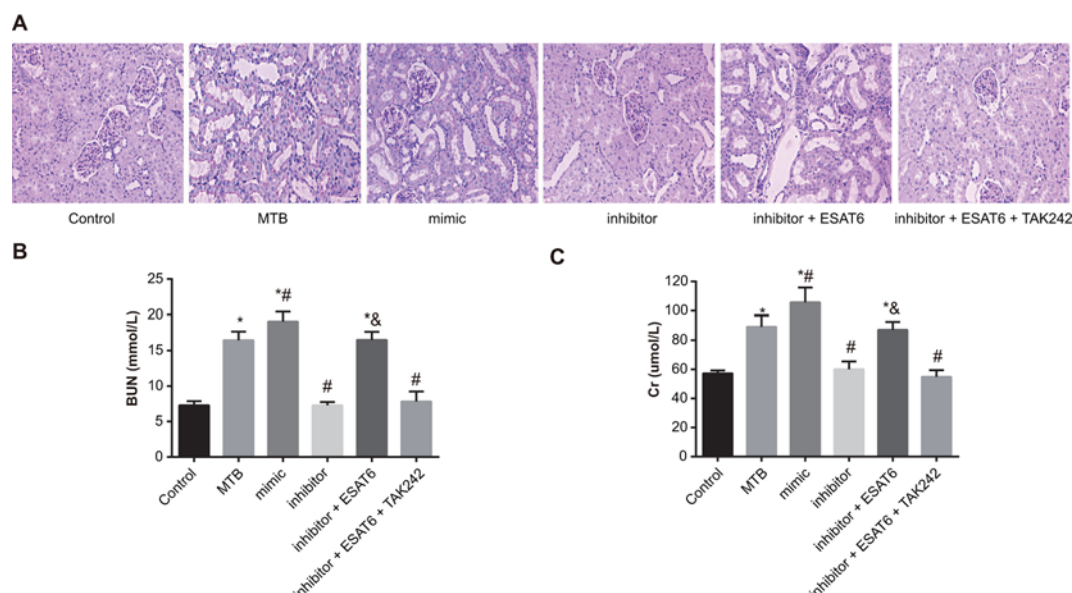 A
Control
MTB
mimic
inhibitor
inhibitor + ESAT6
inhibitor + ESAT6 + TAK242
B
BUN (mmol/L)
25
20
15
10
5
0
*
*#
#
*&
#
Control
MTB
mimic
inhibitor
inhibitor + ESAT6
inhibitor + ESAT6 + TAK242
C
Cr (umol/L)
120
100
80
60
40
20
0
*
*#
#
*&
#
Control
MTB
mimic
inhibitor
inhibitor + ESAT6
inhibitor + ESAT6 + TAK242